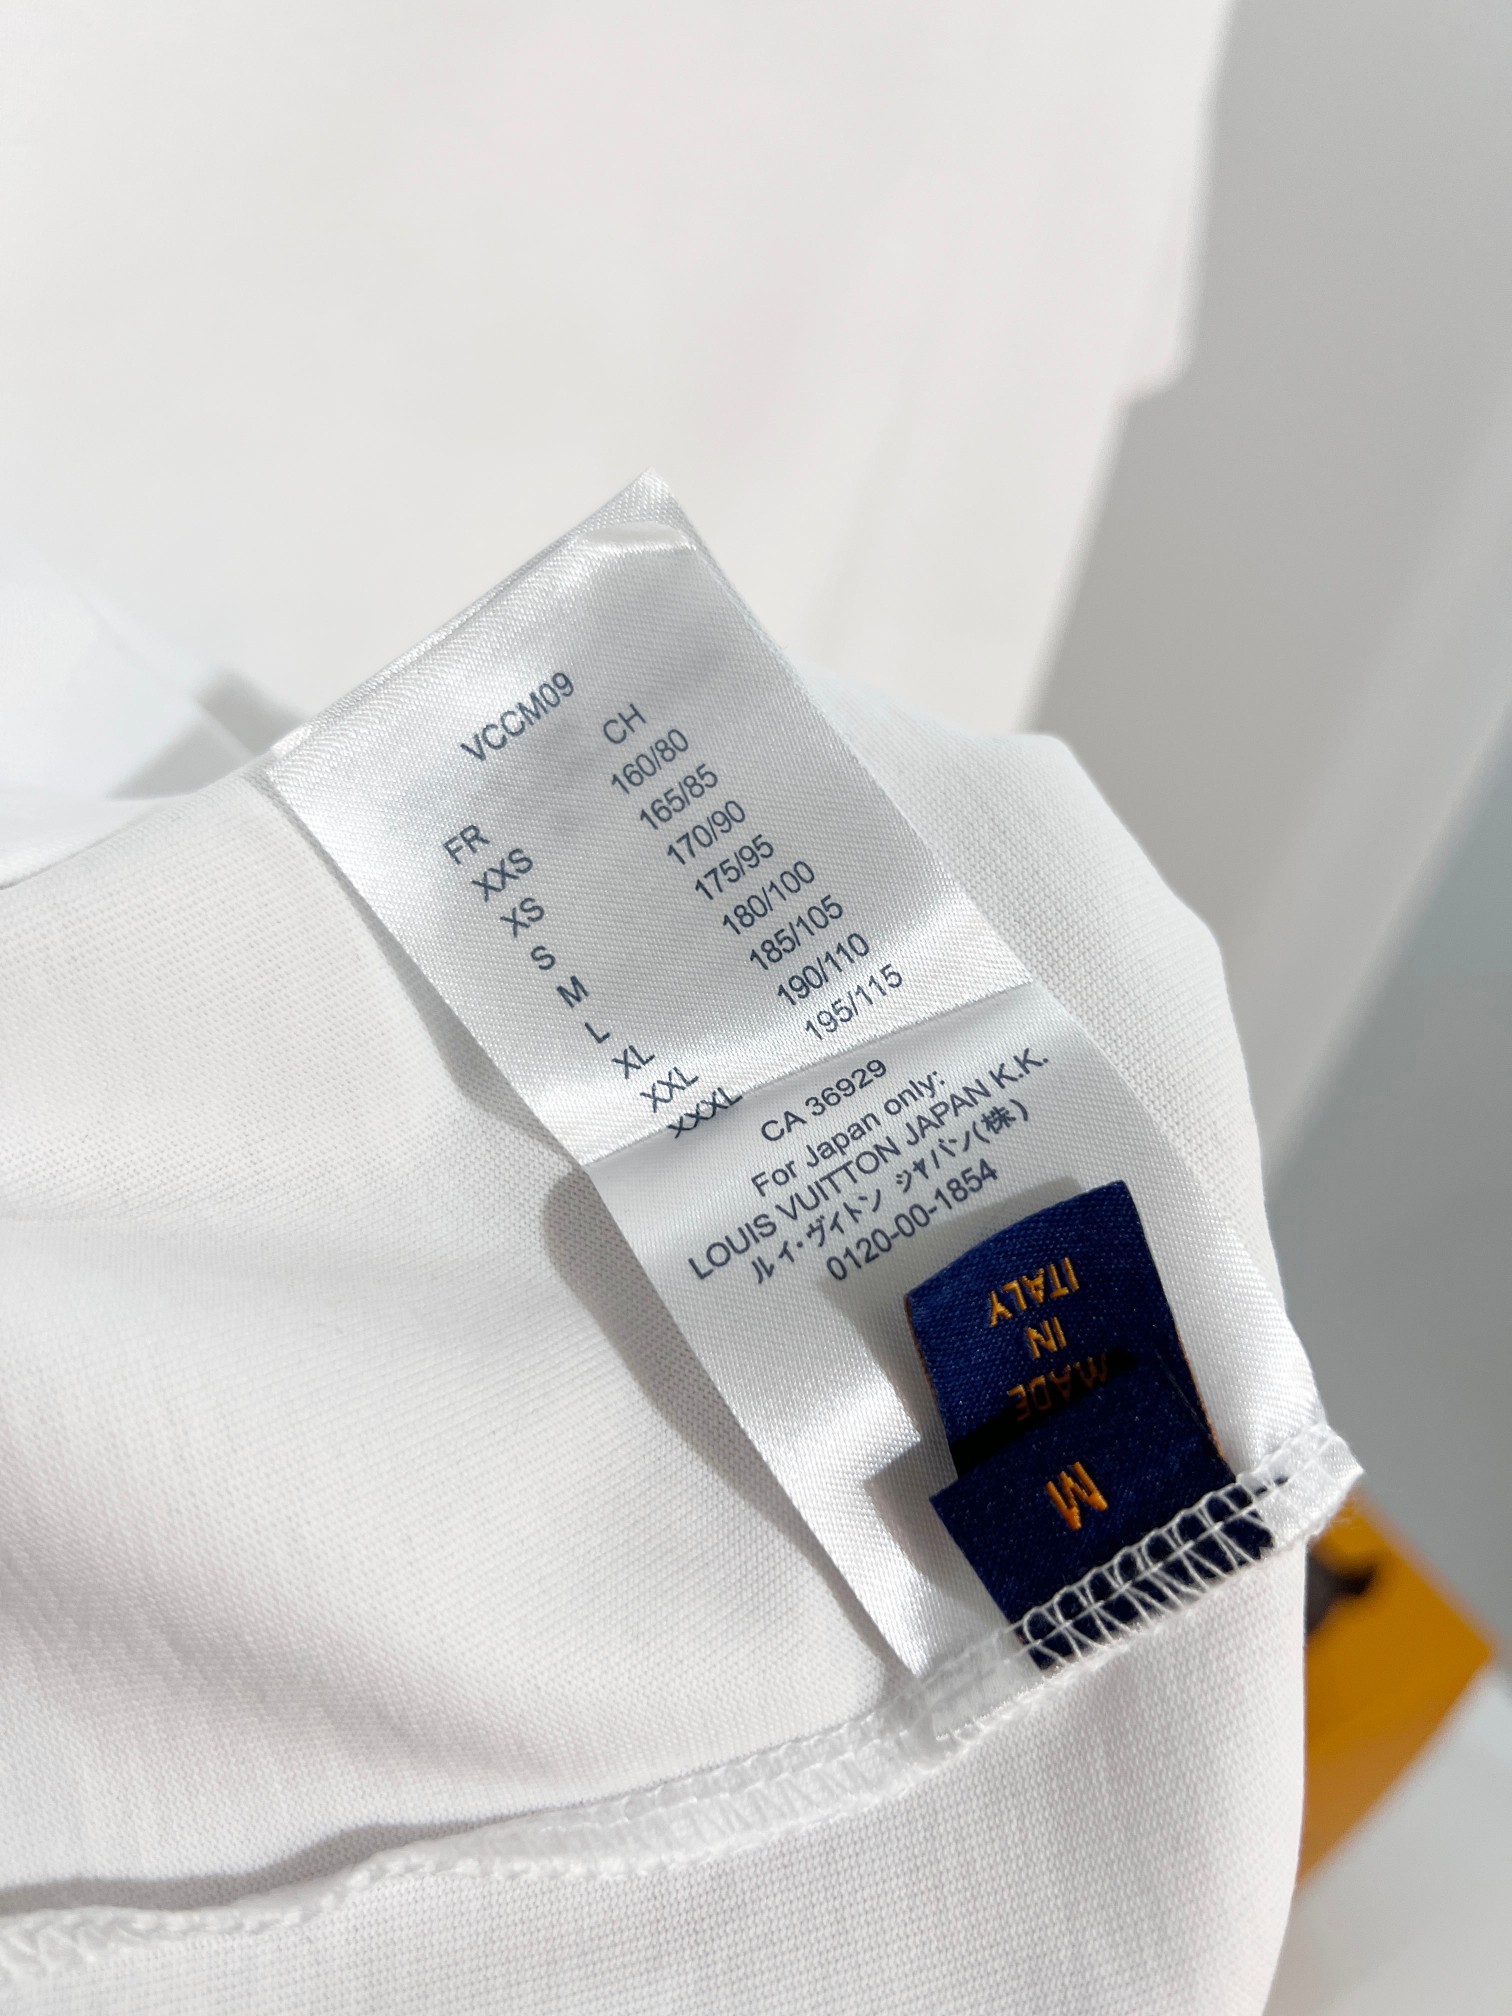 VCCM09
FR CH
XXS 160/80
XS 165/85
S 170/90
M 175/95
L 180/100
XL 185/105
XXL 190/110
XXXL 195/115
CA 36929
For Japan only:
LOUIS VUITTON JAPAN K.K.
ルイ・ヴィトン ジャパン(株)
0120-00-1854
MADE
IN
ITALY
M